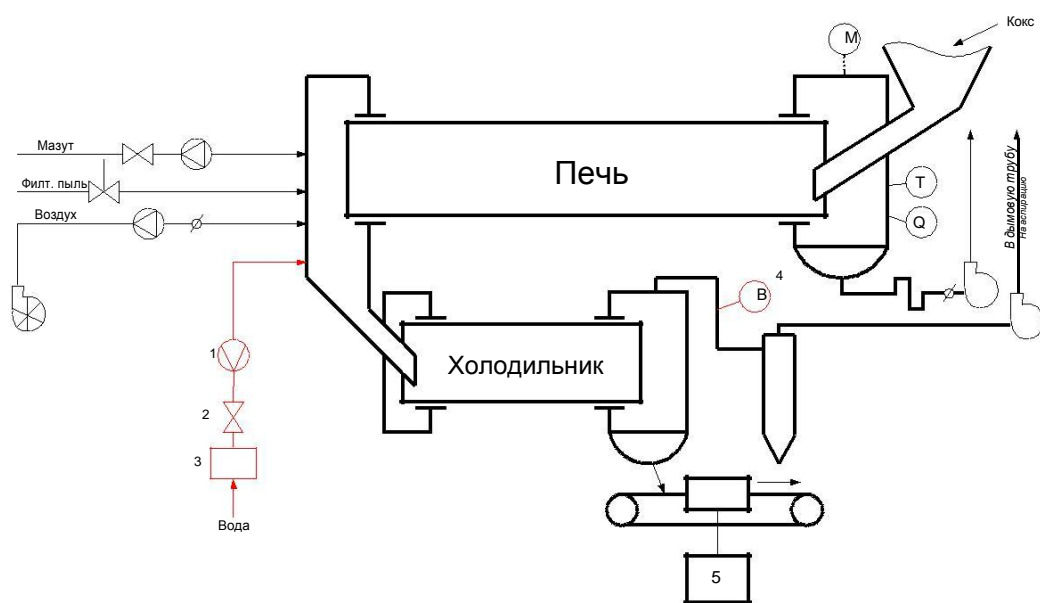 Кокс
M
Мазут
Филт. пыль
Воздух
Печь
T
Q
В дымовую трубу
На аспирацию
4
B
1
Холодильник
2
3
Вода
5